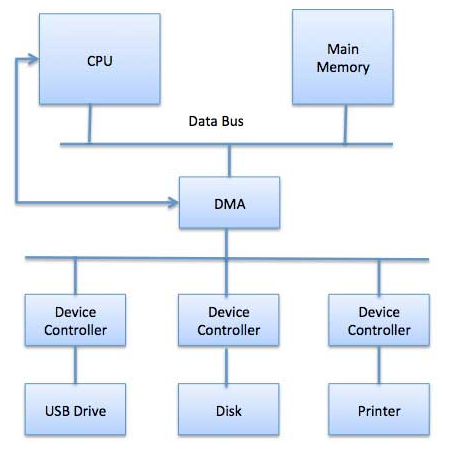 CPU
Main
Memory
Data Bus
DMA
Device
Controller
Device
Controller
Device
Controller
USB Drive
Disk
Printer